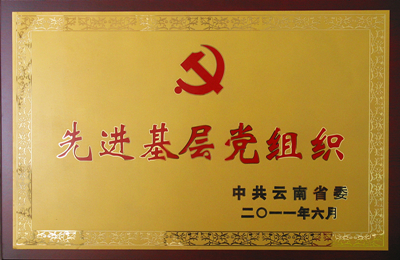 先进基层党组织
中共云南省委
二〇一一年六月